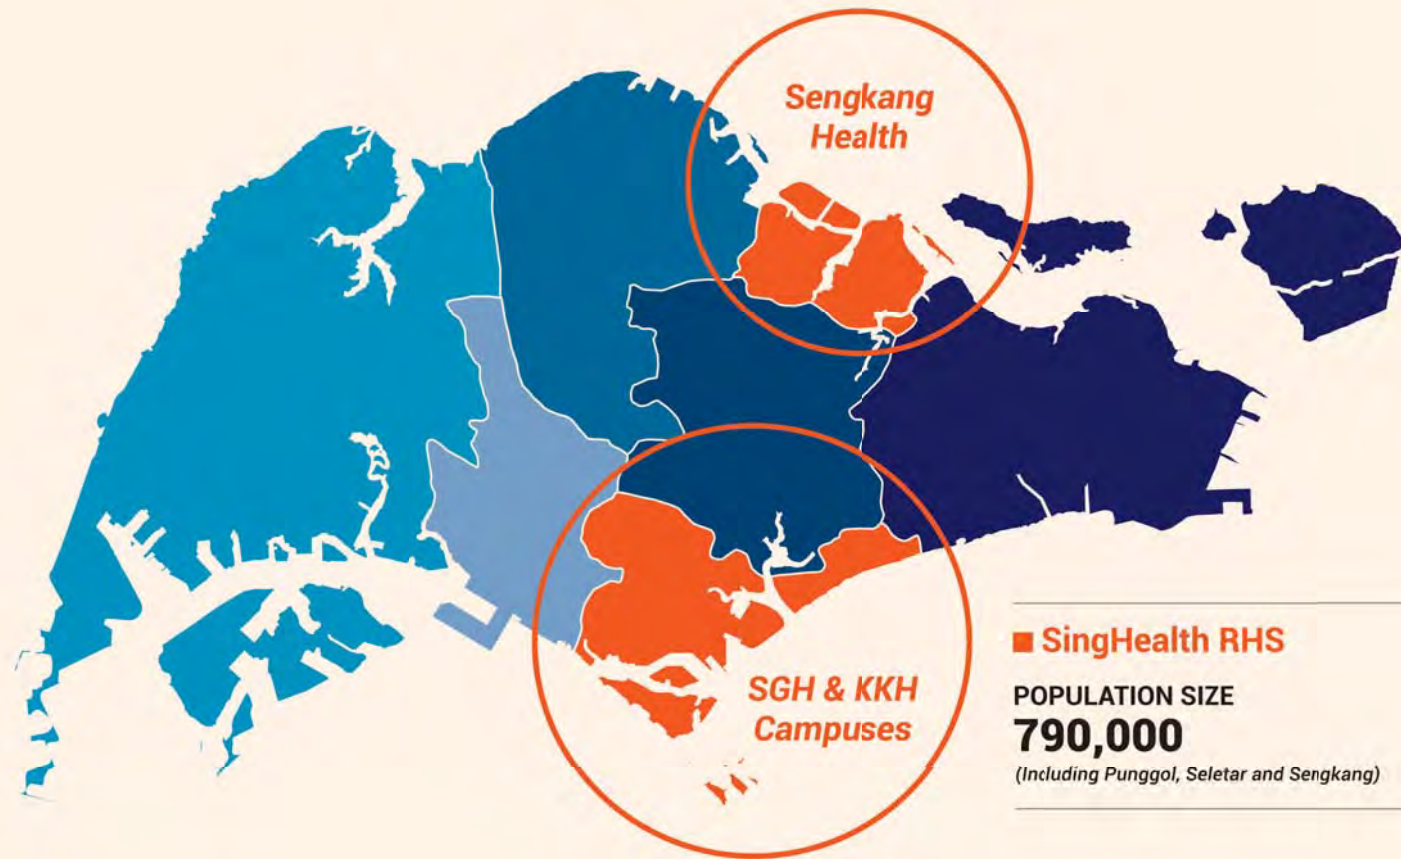 Sengkang
Health
SGH & KKH
Campuses
SingHealth RHS
POPULATION SIZE
790,000
(Including Punggol, Seletar and Sengkang)